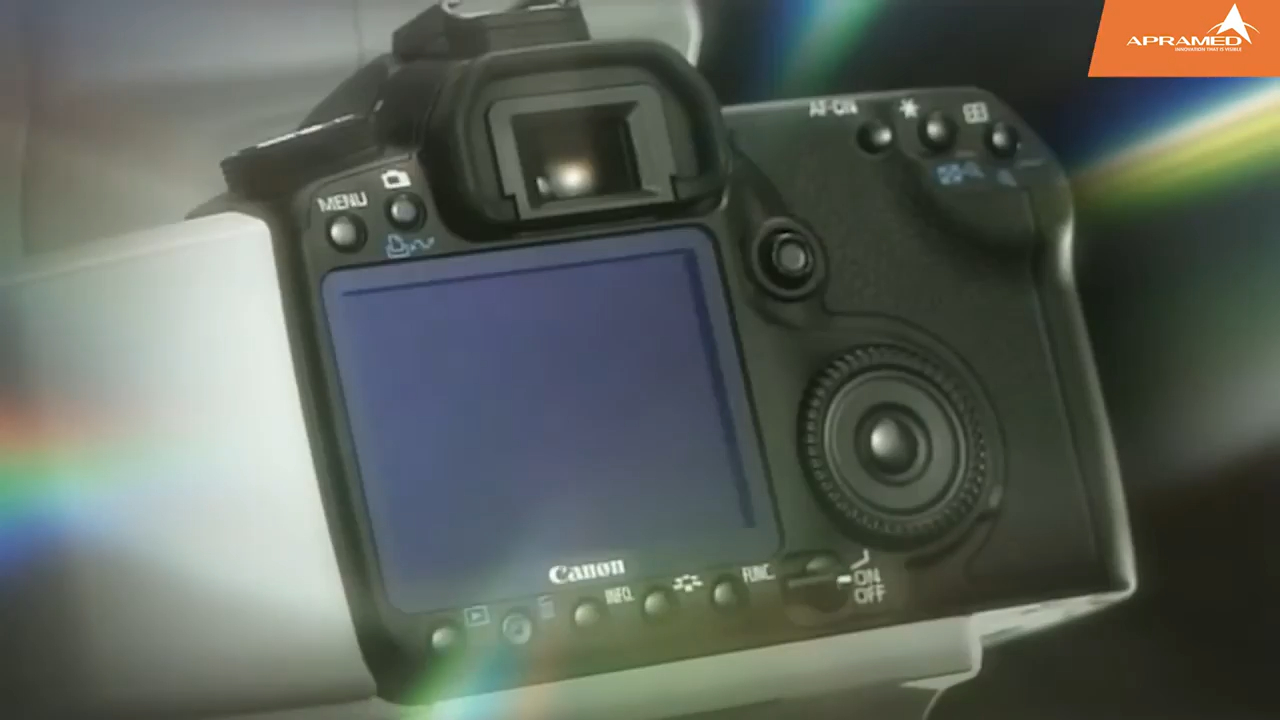 APRAMED
INNOVATION THAT IS VISIBLE
AF-ON
MENU
Canon
INFO.
FUNC.
ON
OFF